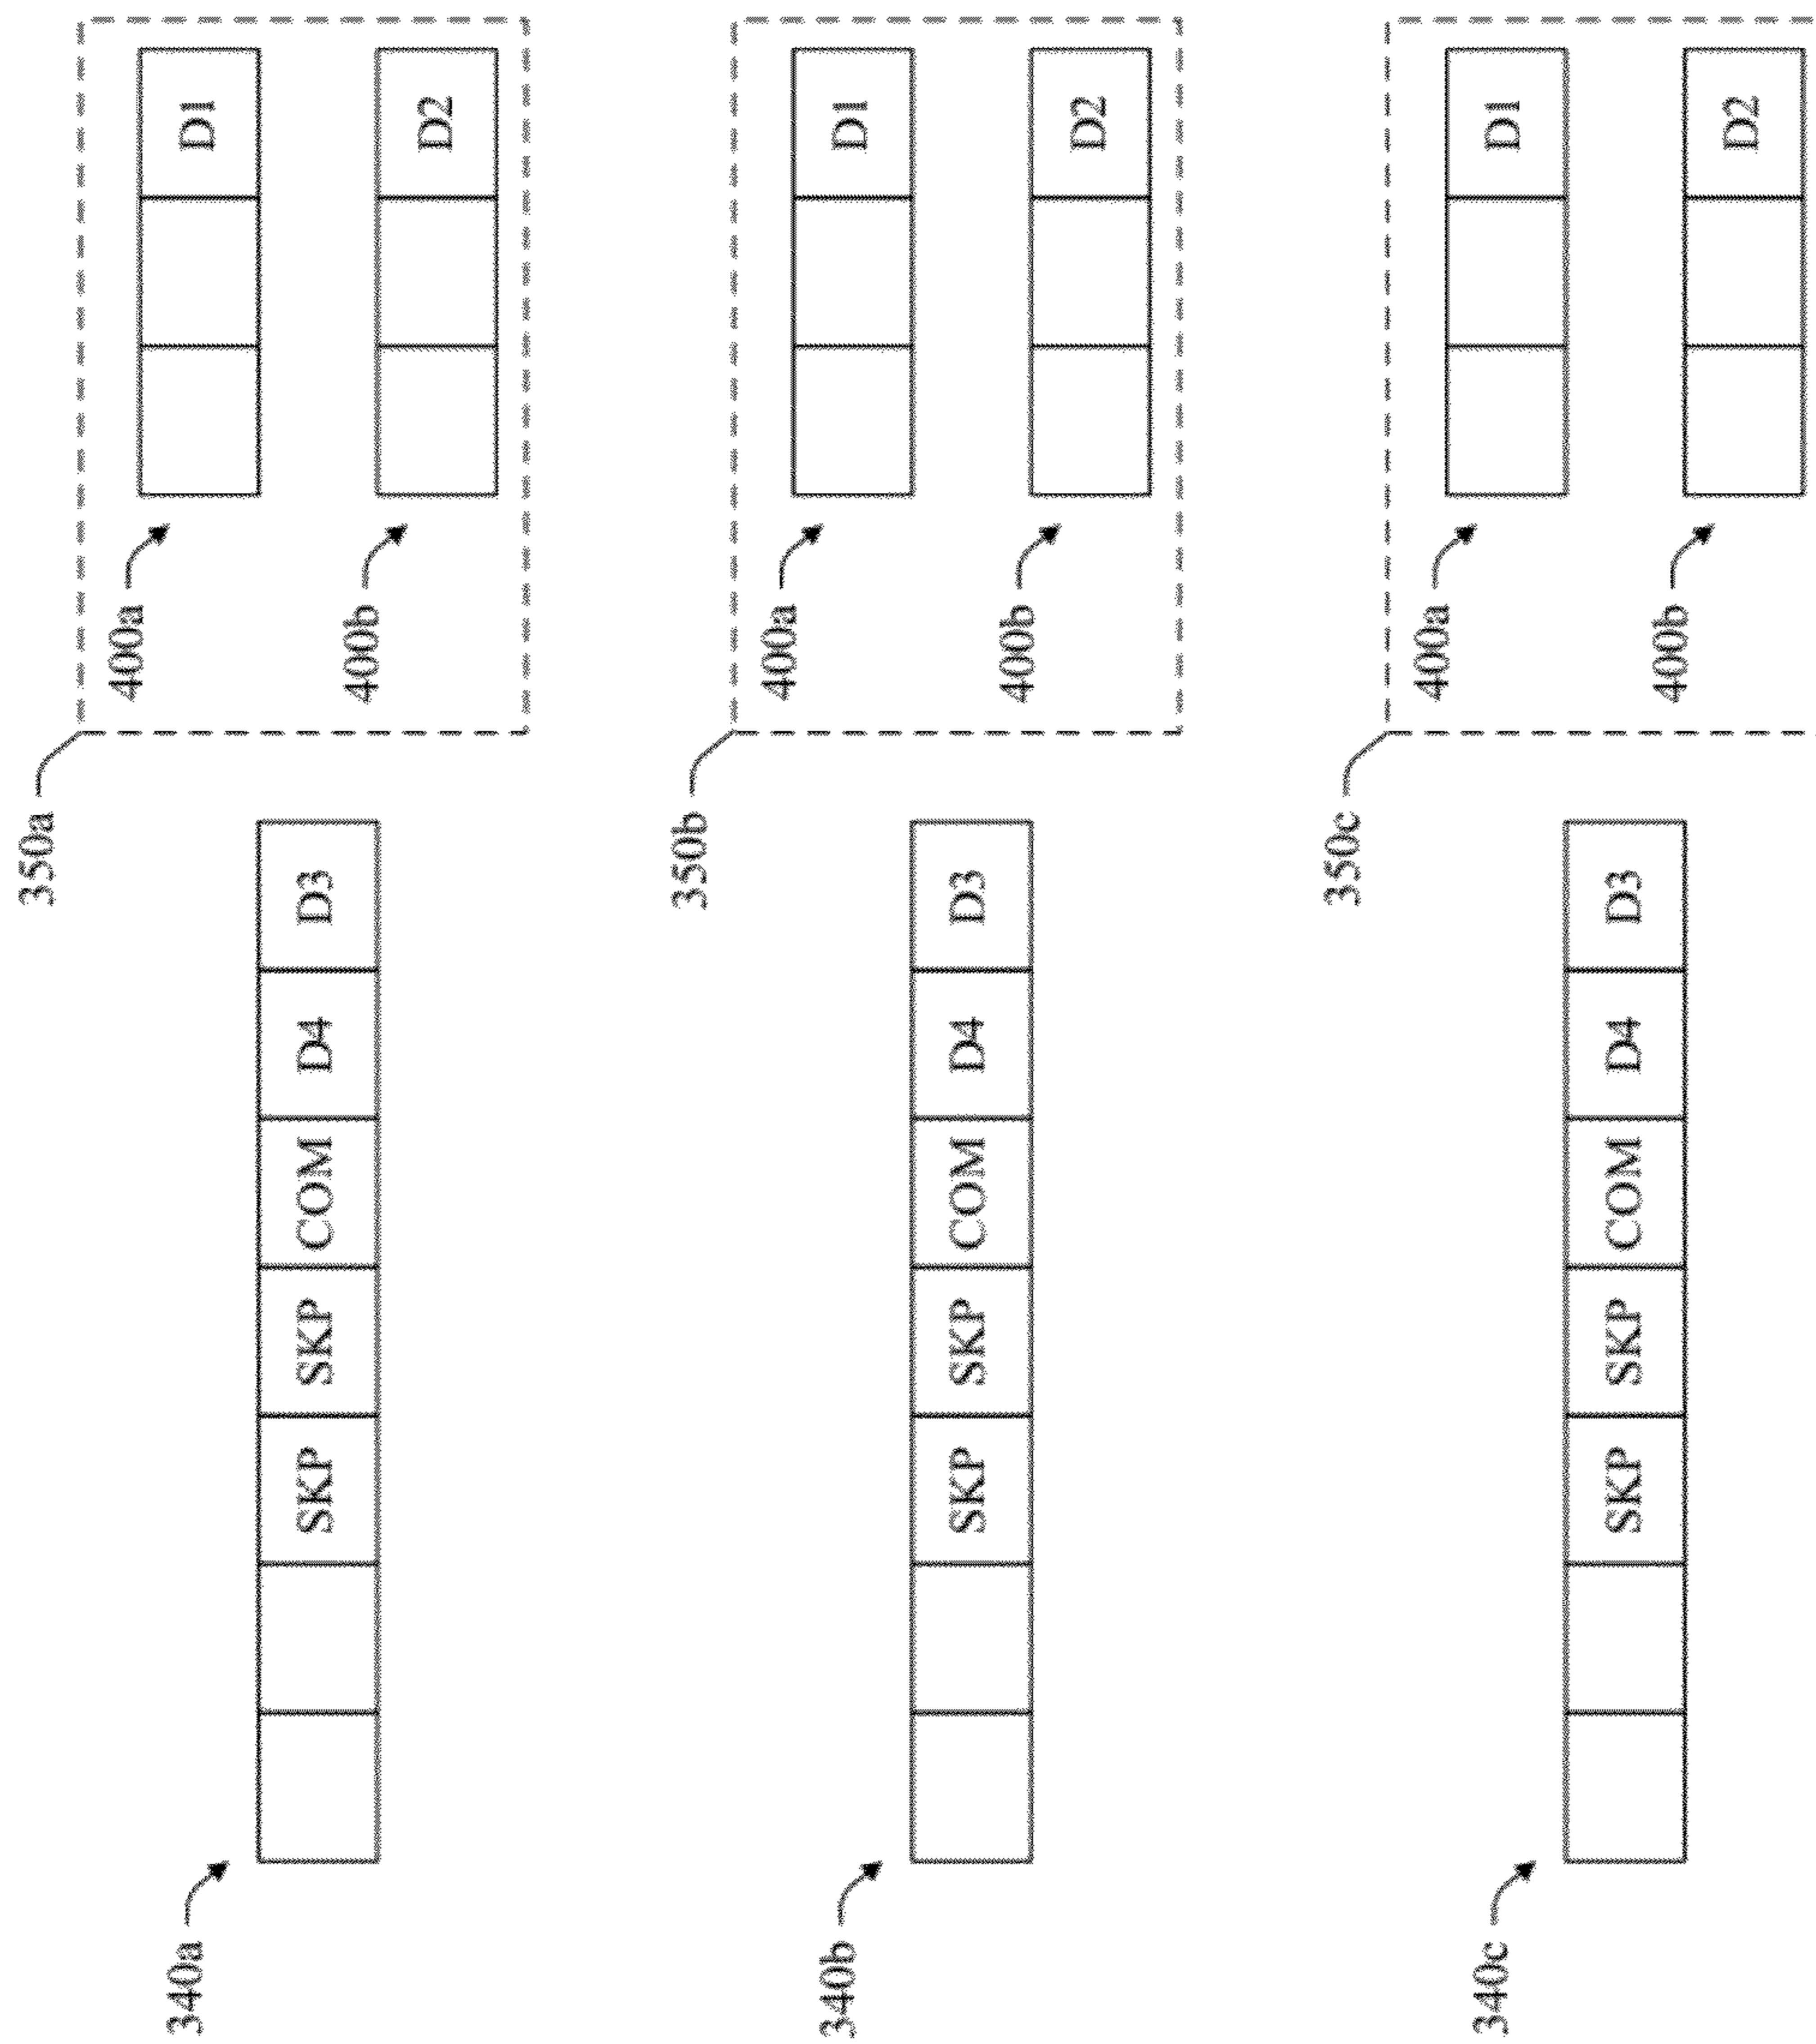 350a
400a
340a
D1
SKP SKP COM D4 D3
400b
D2
350b
400a
340b
D1
SKP SKP COM D4 D3
400b
D2
350c
400a
340c
D1
SKP SKP COM D4 D3
400b
D2